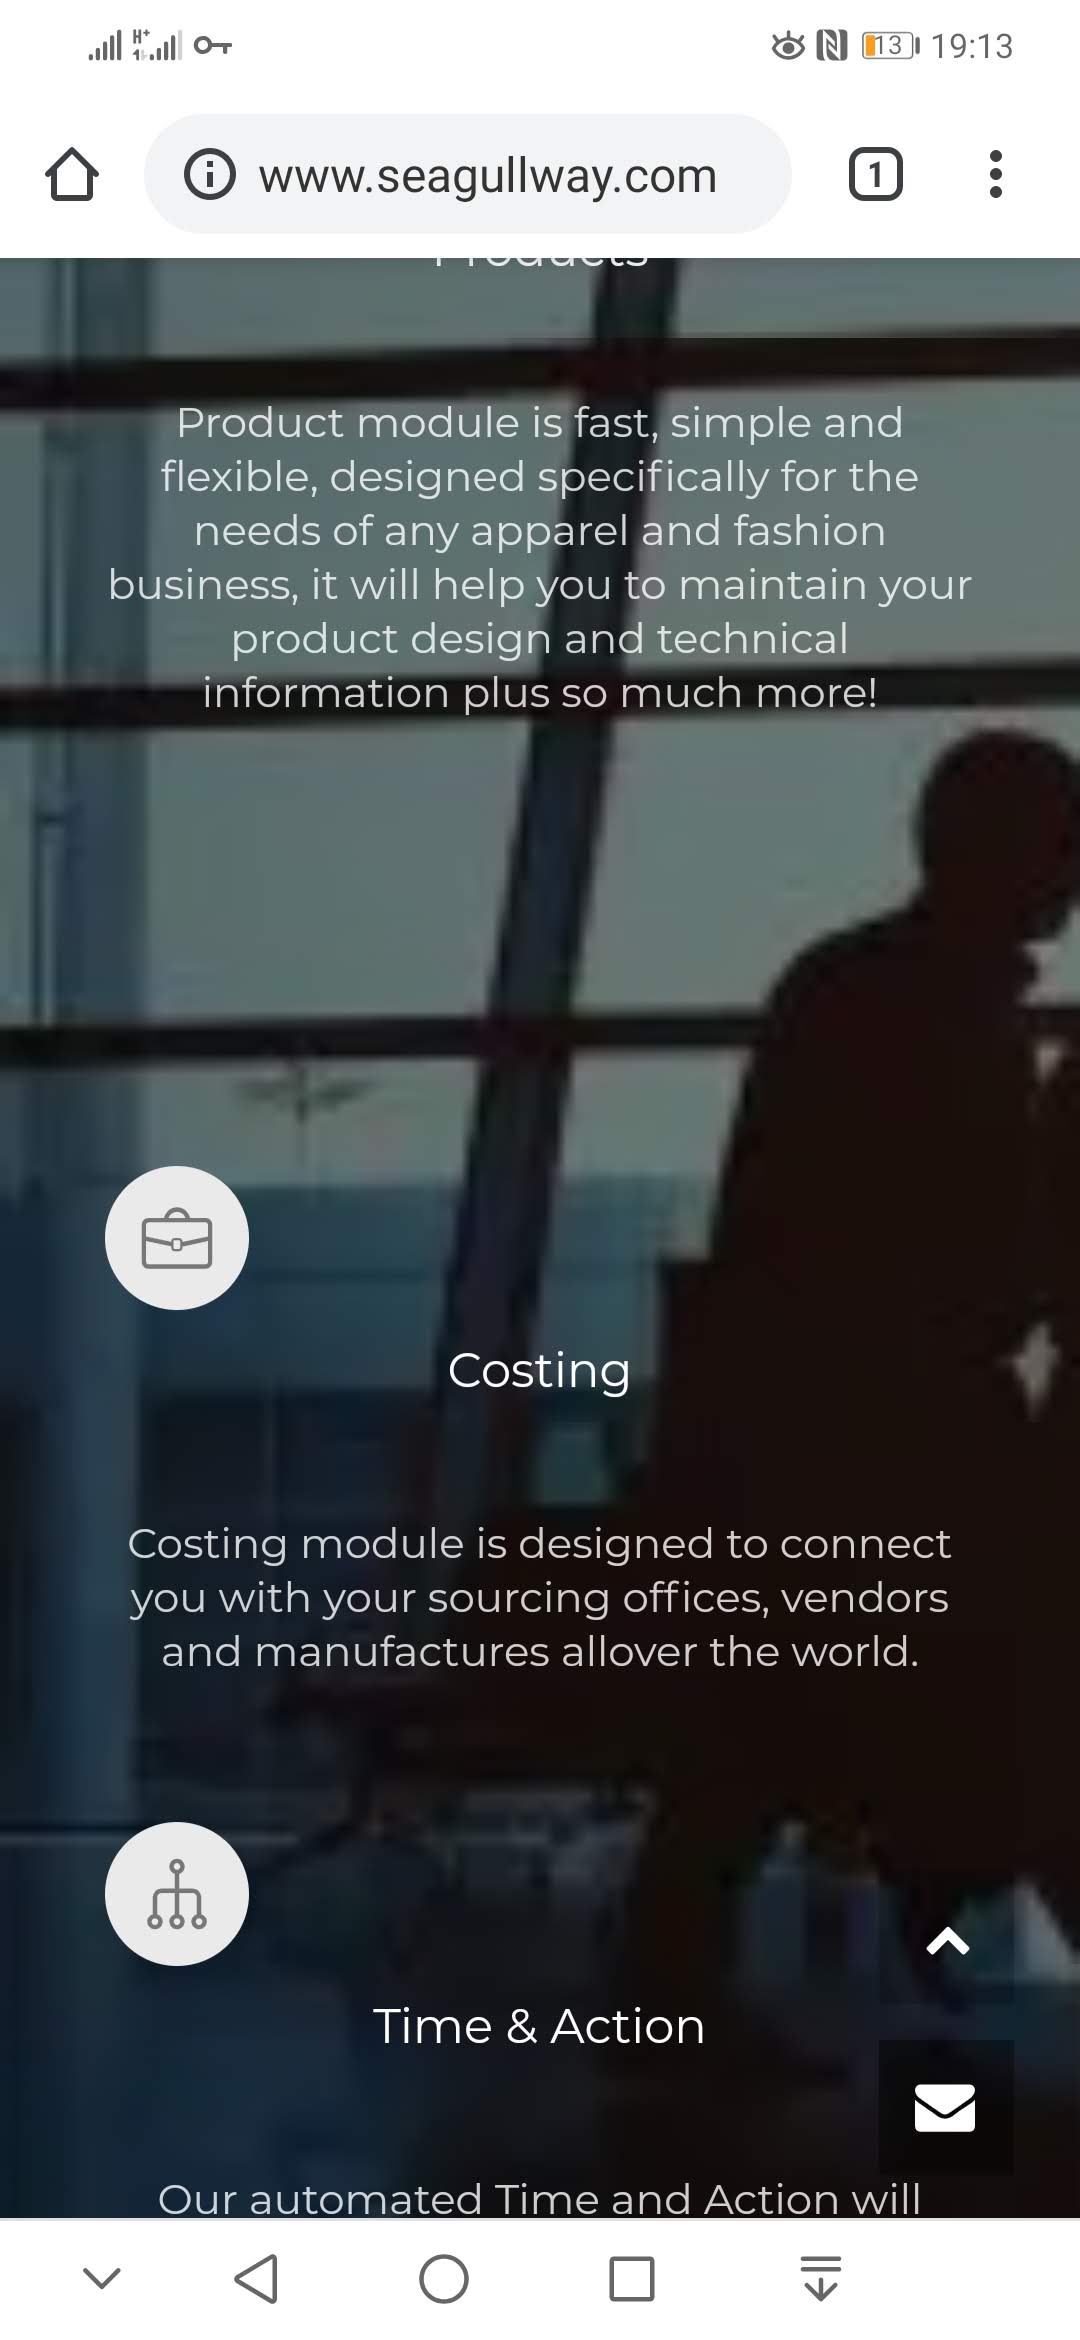 H+
13 19:13
www.seagullway.com
1
Products
Product module is fast, simple and
flexible, designed specifically for the
needs of any apparel and fashion
business, it will help you to maintain your
product design and technical
information plus so much more!
Costing
Costing module is designed to connect
you with your sourcing offices, vendors
and manufactures allover the world.
Time & Action
Our automated Time and Action will